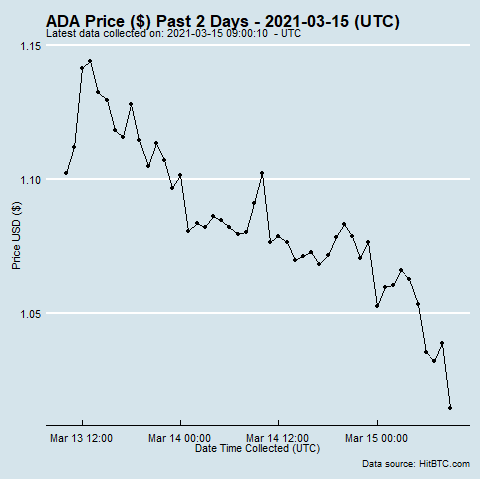 ADA Price ($) Past 2 Days - 2021-03-15 (UTC)
Latest data collected on: 2021-03-15 09:00:10  - UTC
1.15
1.10
1.05
Price USD ($)
Mar 13 12:00 Mar 14 00:00 Mar 14 12:00 Mar 15 00:00
Date Time Collected (UTC)
Data source: HitBTC.com